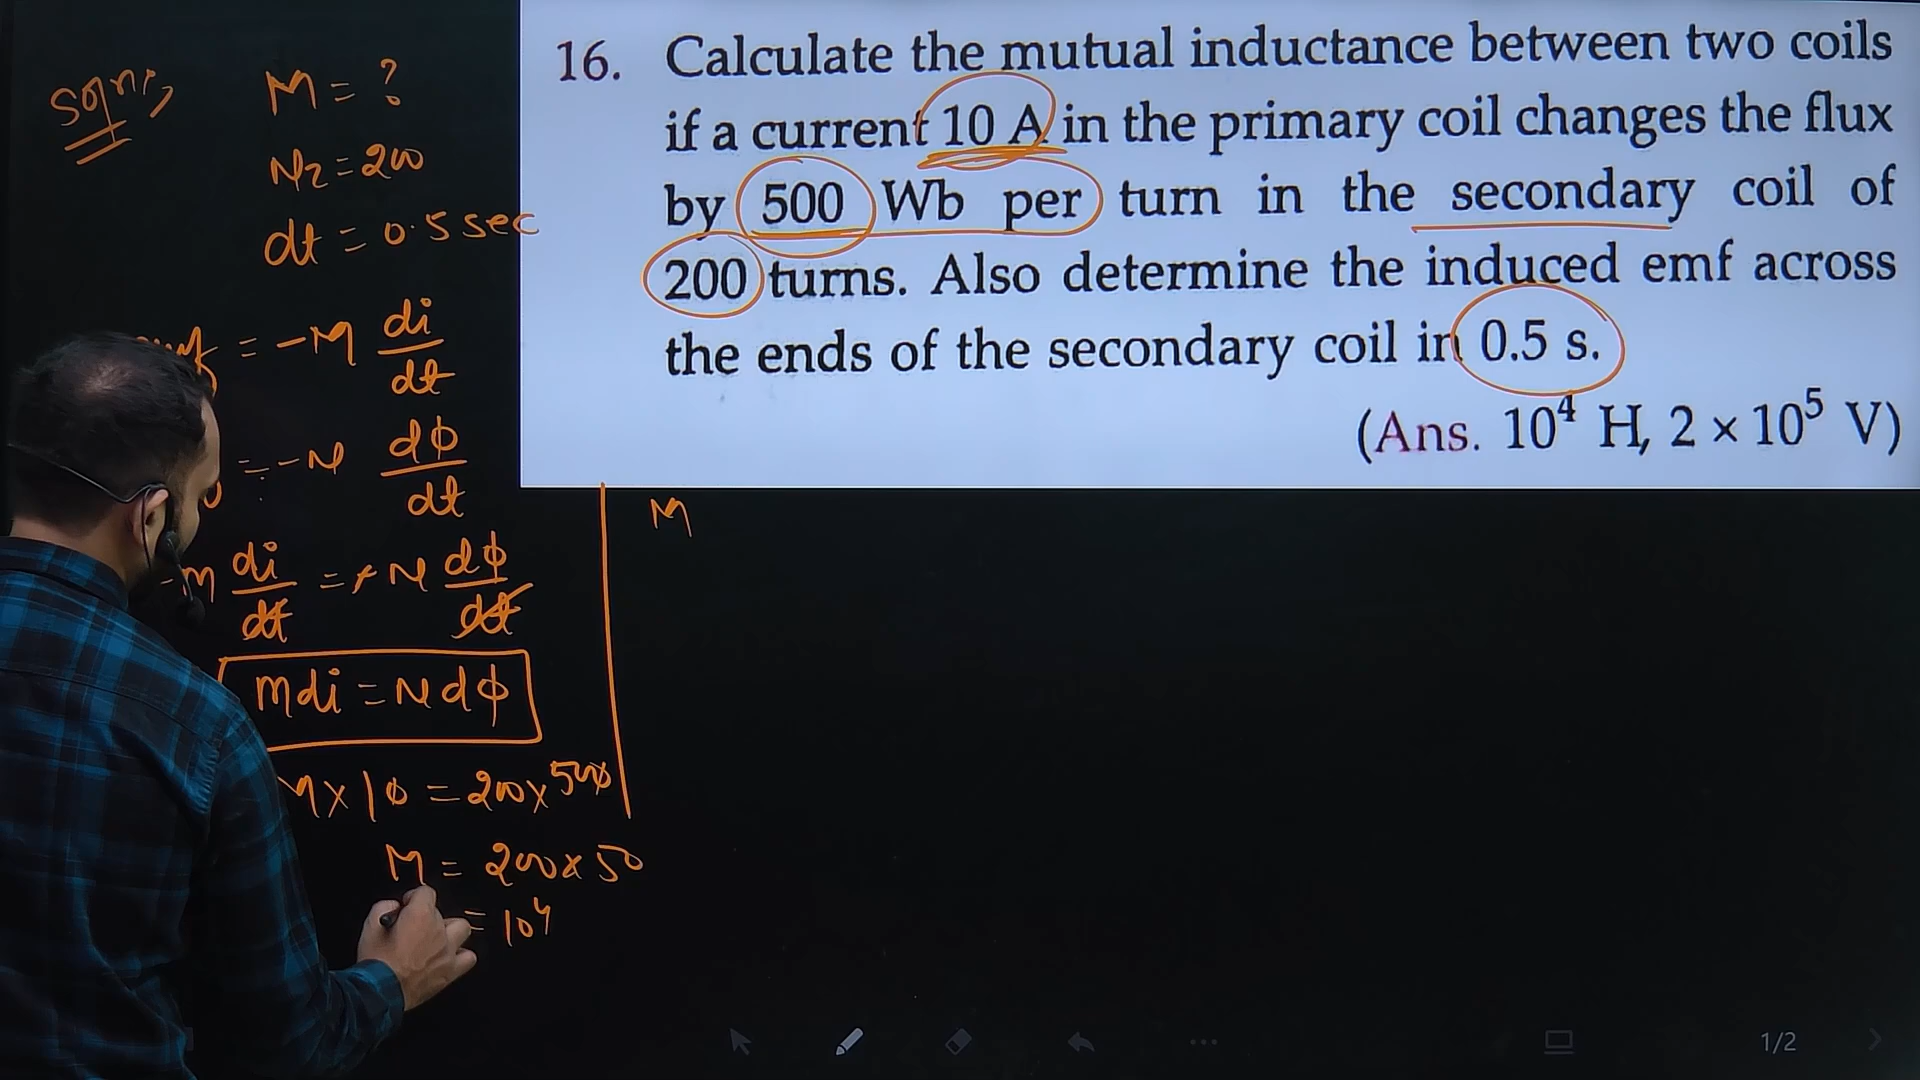 16. Calculate the mutual inductance between two coils
if a current 10 A in the primary coil changes the flux
by 500 Wb per turn in the secondary coil of
200 turns. Also determine the induced emf across
the ends of the secondary coil in 0.5 s.
(Ans. 10⁴ H, 2 × 10⁵ V)
M = ?
N₂ = 200
dt = 0.5 sec
= -M di/dt
= -N dφ/dt
-M di/dt = + N dφ/dt
Mdi = Ndφ
M × 10 = 200 × 500
M = 200 × 50
= 10⁴
M
1/2